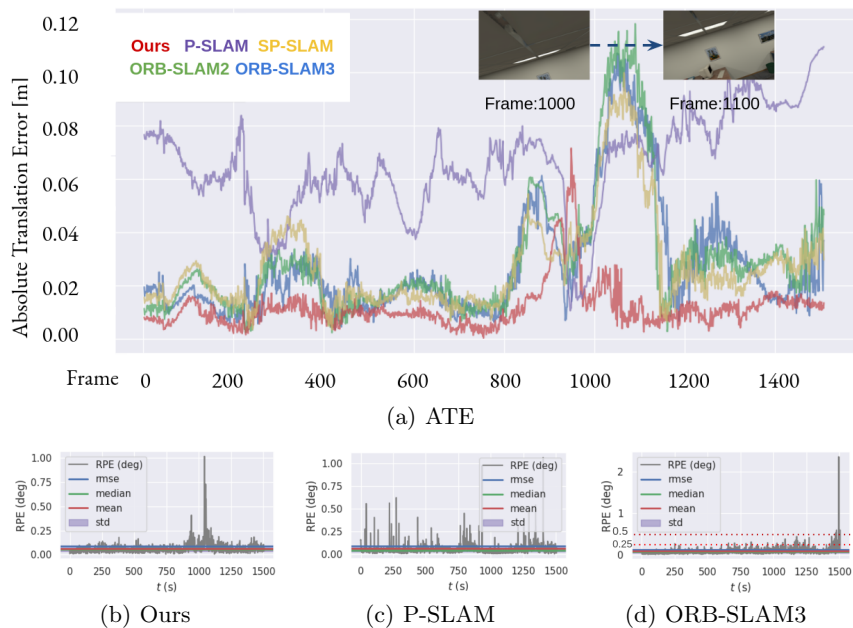 Absolute Translation Error [m]
0.12
0.10
0.08
0.06
0.04
0.02
0.00
Ours P-SLAM SP-SLAM
ORB-SLAM2 ORB-SLAM3
Frame:1000 Frame:1100
Frame 0 200 400 600 800 1000 1200 1400
(a) ATE
RPE (deg)
1.00
0.75
0.50
0.25
0.00
RPE (deg)
rmse
median
mean
std
0 250 500 750 1000 1250 1500
t (s)
(b) Ours
RPE (deg)
1.00
0.75
0.50
0.25
0.00
RPE (deg)
rmse
median
mean
std
0 250 500 750 1000 1250 1500
t (s)
(c) P-SLAM
RPE (deg)
2
1
0.5
0.25
0
RPE (deg)
rmse
median
mean
std
0 250 500 750 1000 1250 1500
t (s)
(d) ORB-SLAM3